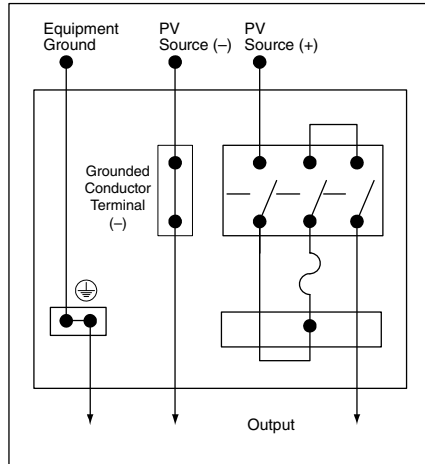 Equipment
Ground
PV
Source (–)
PV
Source (+)
Grounded
Conductor
Terminal
(–)
Output